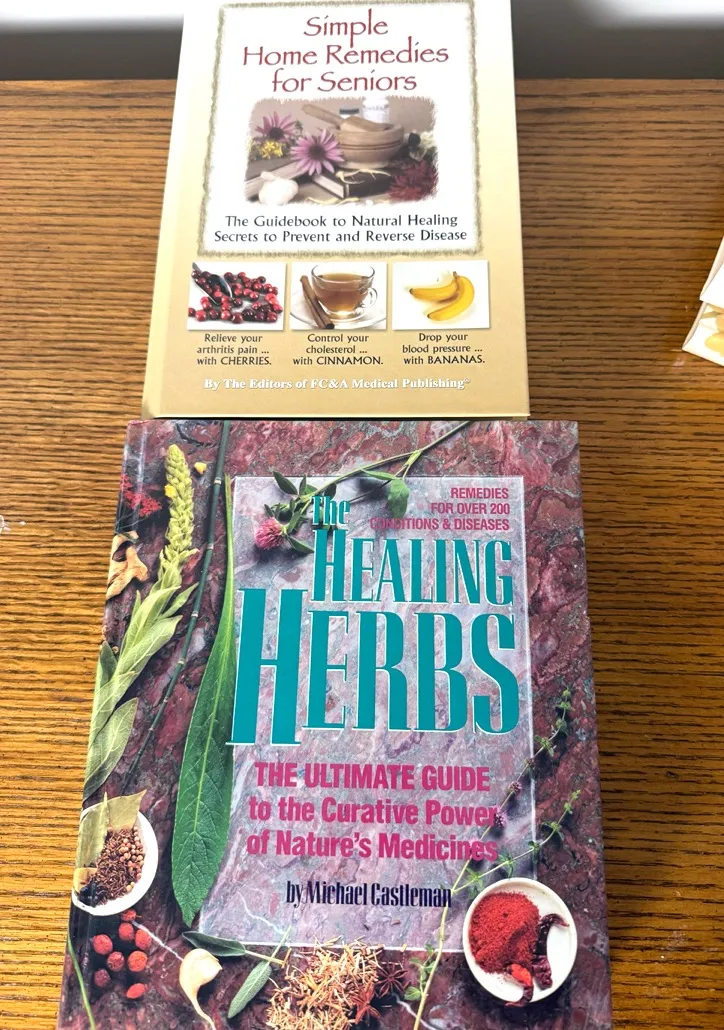 Simple
Home Remedies
for Seniors
The Guidebook to Natural Healing
Secrets to Prevent and Reverse Disease
Relieve your
arthritis pain ...
with CHERRIES.
Control your
cholesterol ...
with CINNAMON.
Drop your
blood pressure ...
with BANANAS.
By The Editors of FC&A Medical Publishing®
REMEDIES
FOR OVER 200
CONDITIONS & DISEASES
The
HEALING
HERBS
THE ULTIMATE GUIDE
to the Curative Power
of Nature's Medicines
by Michael Castleman